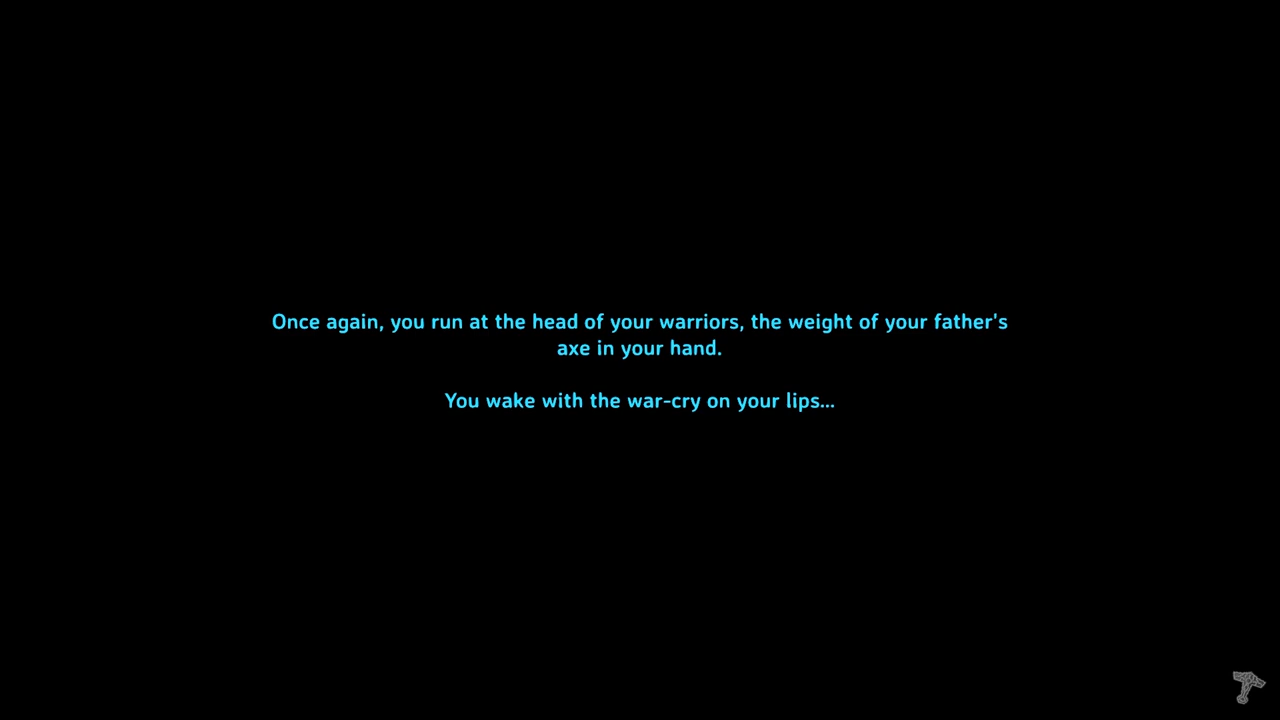 Once again, you run at the head of your warriors, the weight of your father's
axe in your hand.
You wake with the war-cry on your lips...